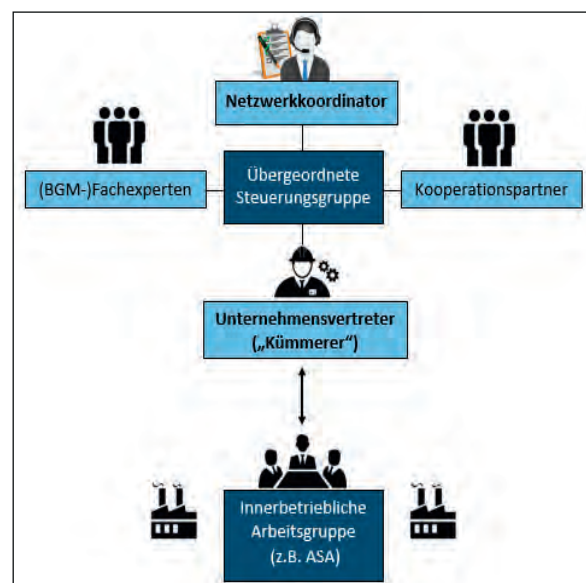 Netzwerkkoordinator
(BGM-)Fachexperten
Übergeordnete
Steuerungsgruppe
Kooperationspartner
Unternehmensvertreter
(„Kümmerer“)
Innerbetriebliche
Arbeitsgruppe
(z.B. ASA)